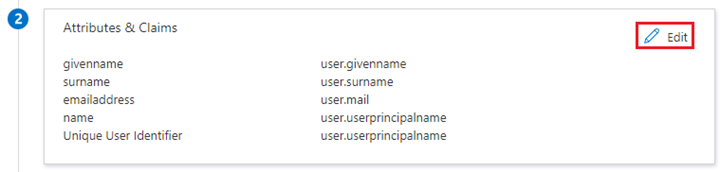 2
Attributes & Claims
Edit
givenname user.givenname
surname user.surname
emailaddress user.mail
name user.userprincipalname
Unique User Identifier user.userprincipalname